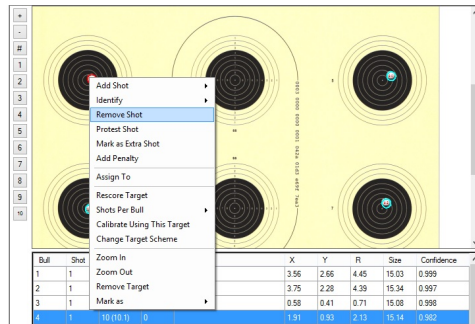 +
-
#
1
2
3
4
5
6
7
8
9
10
Add Shot
Identify
Remove Shot
Protest Shot
Mark as Extra Shot
Add Penalty
Assign To
Rescore Target
Shots Per Bull
Calibrate Using This Target
Change Target Scheme
Zoom In
Zoom Out
Remove Target
Mark as
Bull Shot X Y R Size Confidence
1 1 3.56 2.66 4.45 15.03 0.999
2 1 3.75 2.28 4.39 15.34 0.997
3 1 0.58 0.41 0.71 15.08 0.998
4 1 10 (10.1) 0 1.91 0.93 2.13 15.14 0.982